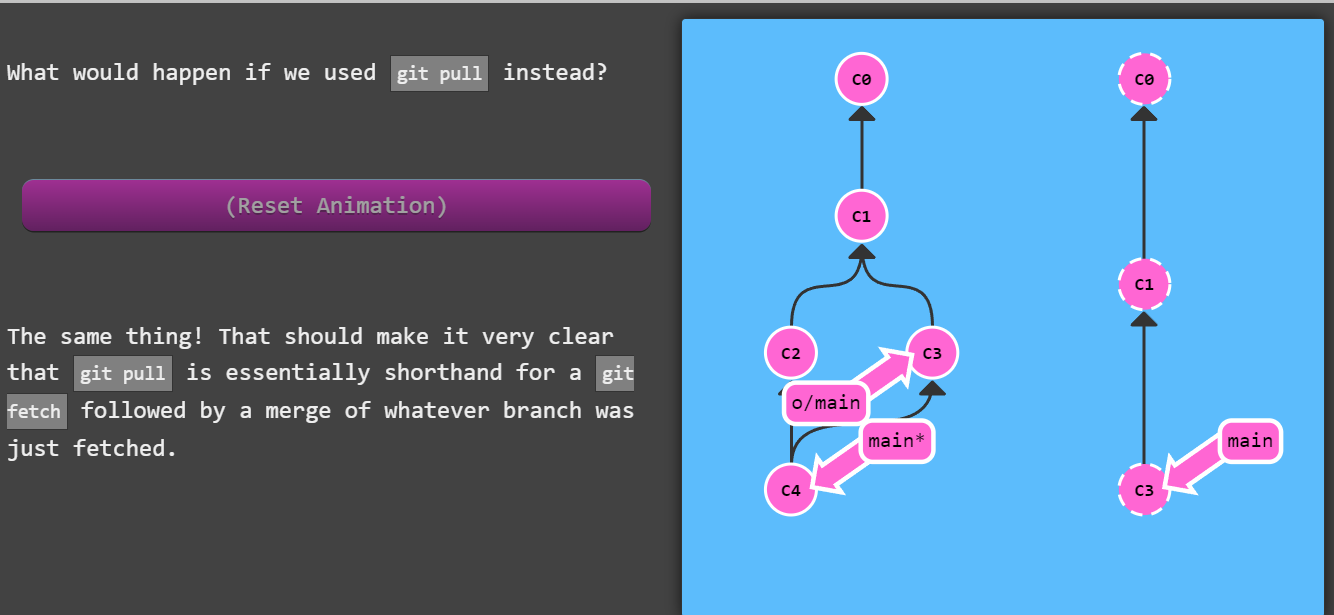 What would happen if we used git pull instead?
(Reset Animation)
The same thing! That should make it very clear
that git pull is essentially shorthand for a git
fetch followed by a merge of whatever branch was
just fetched.
C0
C1
C2
C3
o/main
main*
C4
C0
C1
main
C3